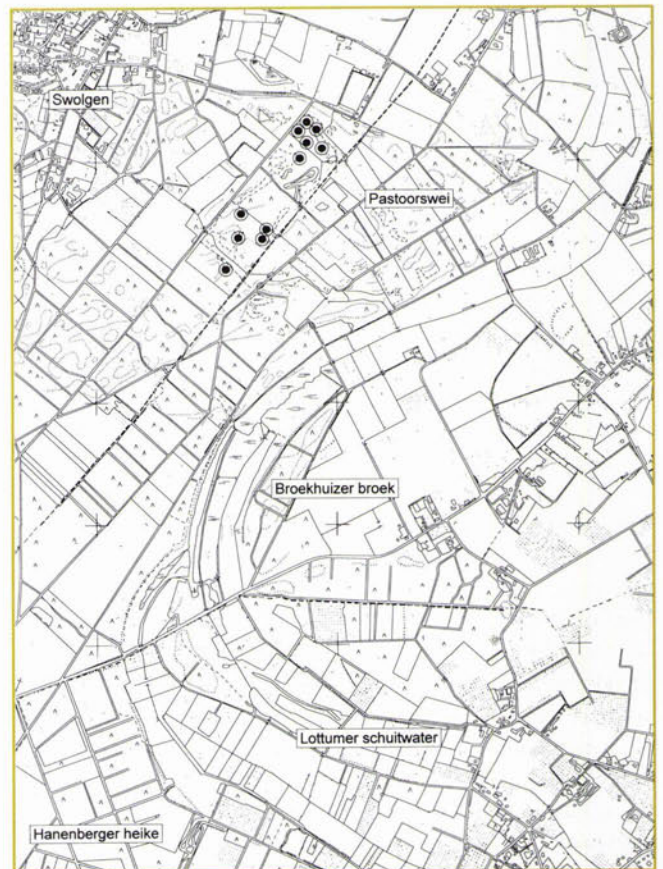 Swolgen
Pastoorswei
Broekhuizer broek
Lottumer schuitwater
Hanenberger heike